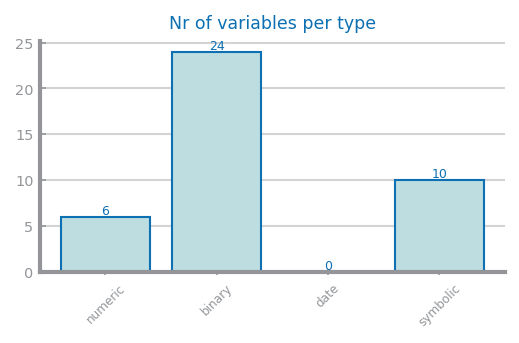 Nr of variables per type
25
20
15
10
5
0
6
24
0
10
numeric
binary
date
symbolic